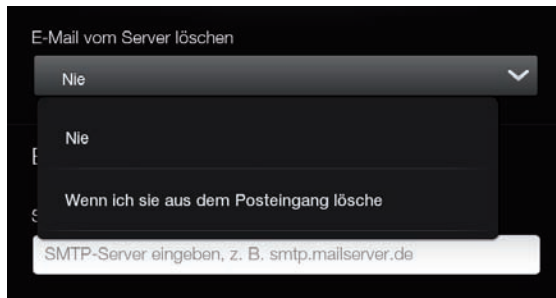 E-Mail vom Server löschen
Nie
Nie
Wenn ich sie aus dem Posteingang lösche
SMTP-Server eingeben, z. B. smtp.mailserver.de